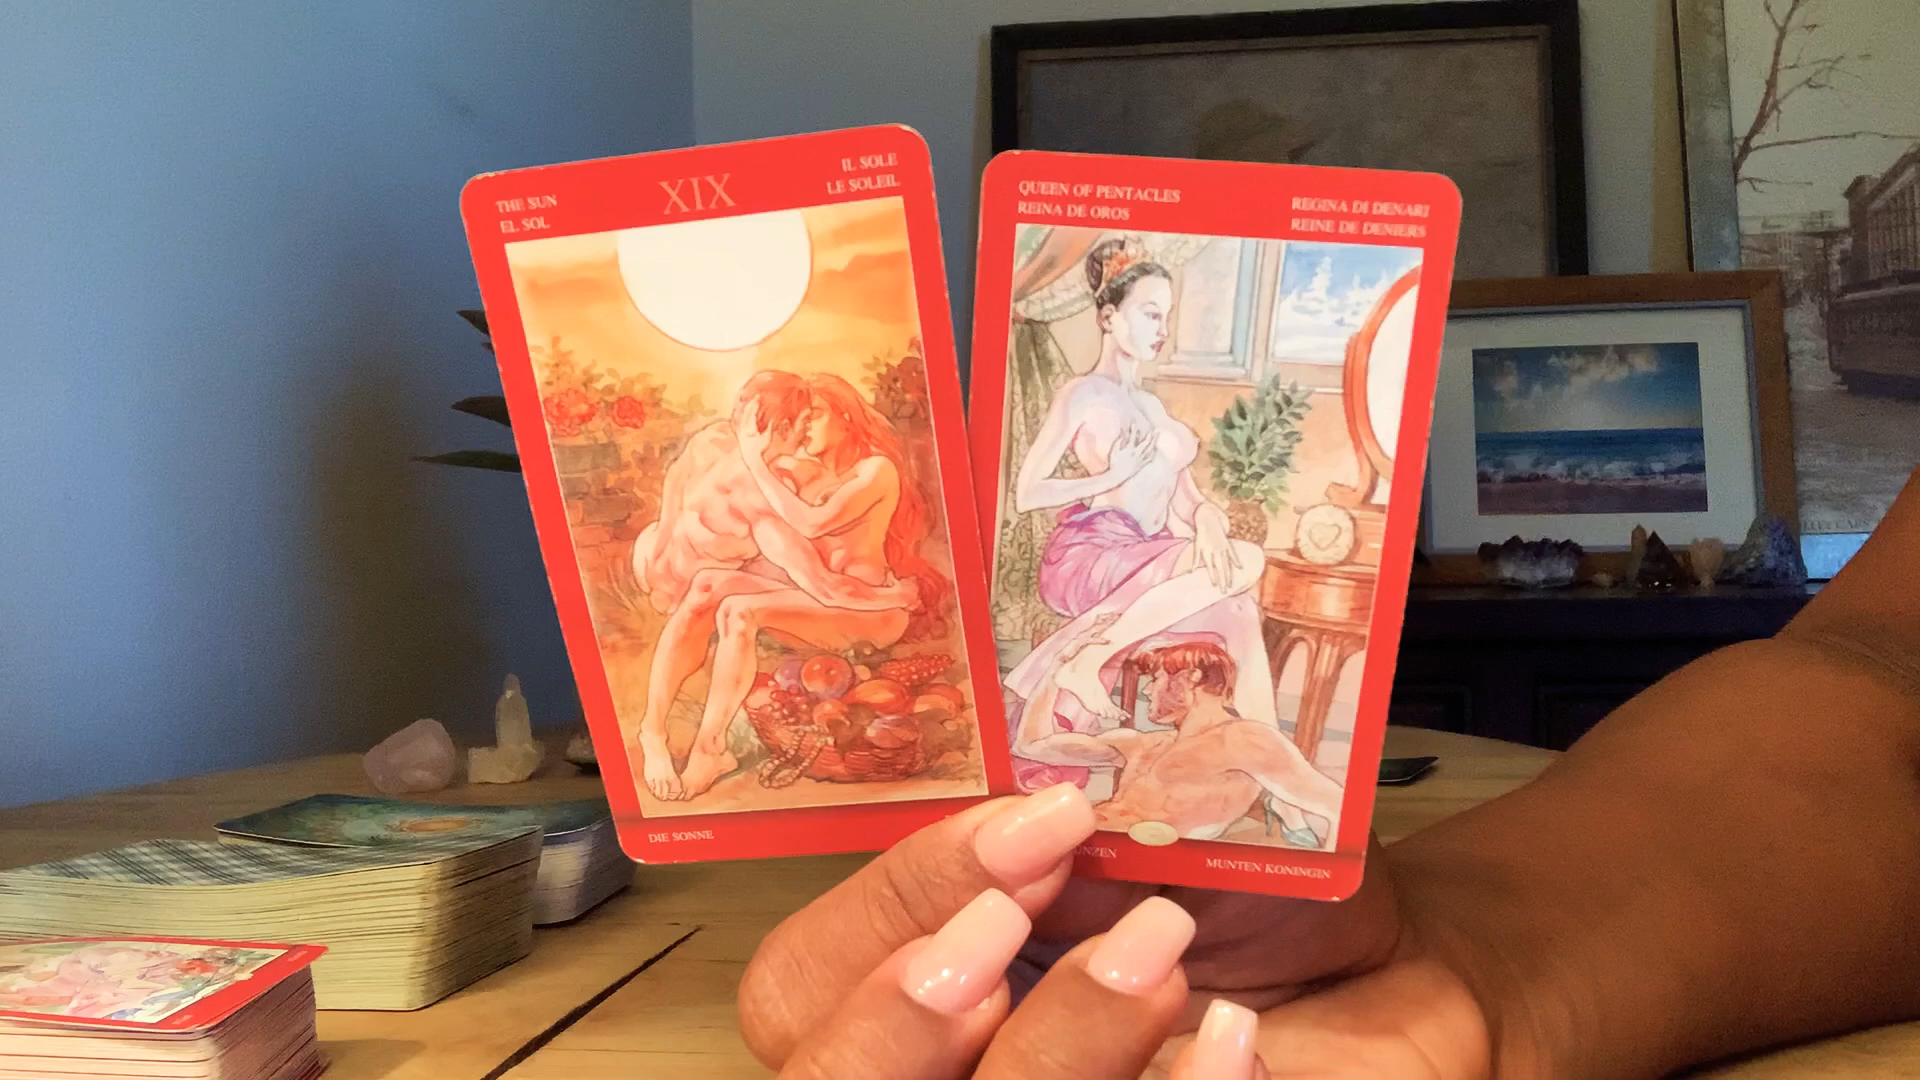 THE SUN
EL SOL
XIX
IL SOLE
LE SOLEIL
DIE SONNE
QUEEN OF PENTACLES
REINA DE OROS
REGINA DI DENARI
REINE DE DENIERS
MUNTEN KONINGIN